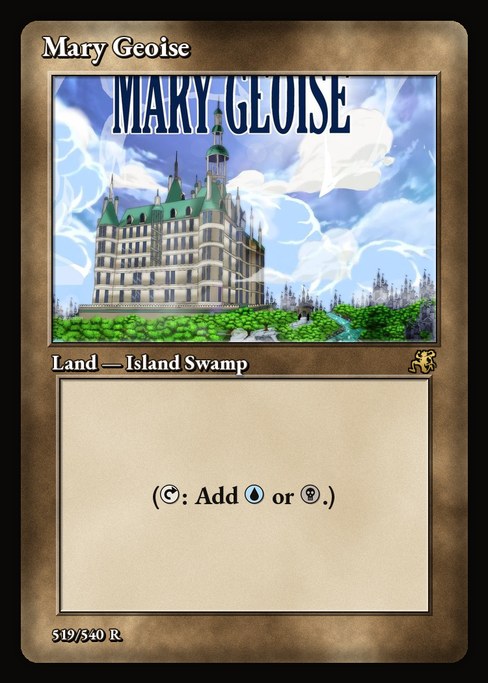 Mary Geoise
MARY GEOISE
Land — Island Swamp
(: Add or .)
519/540 R